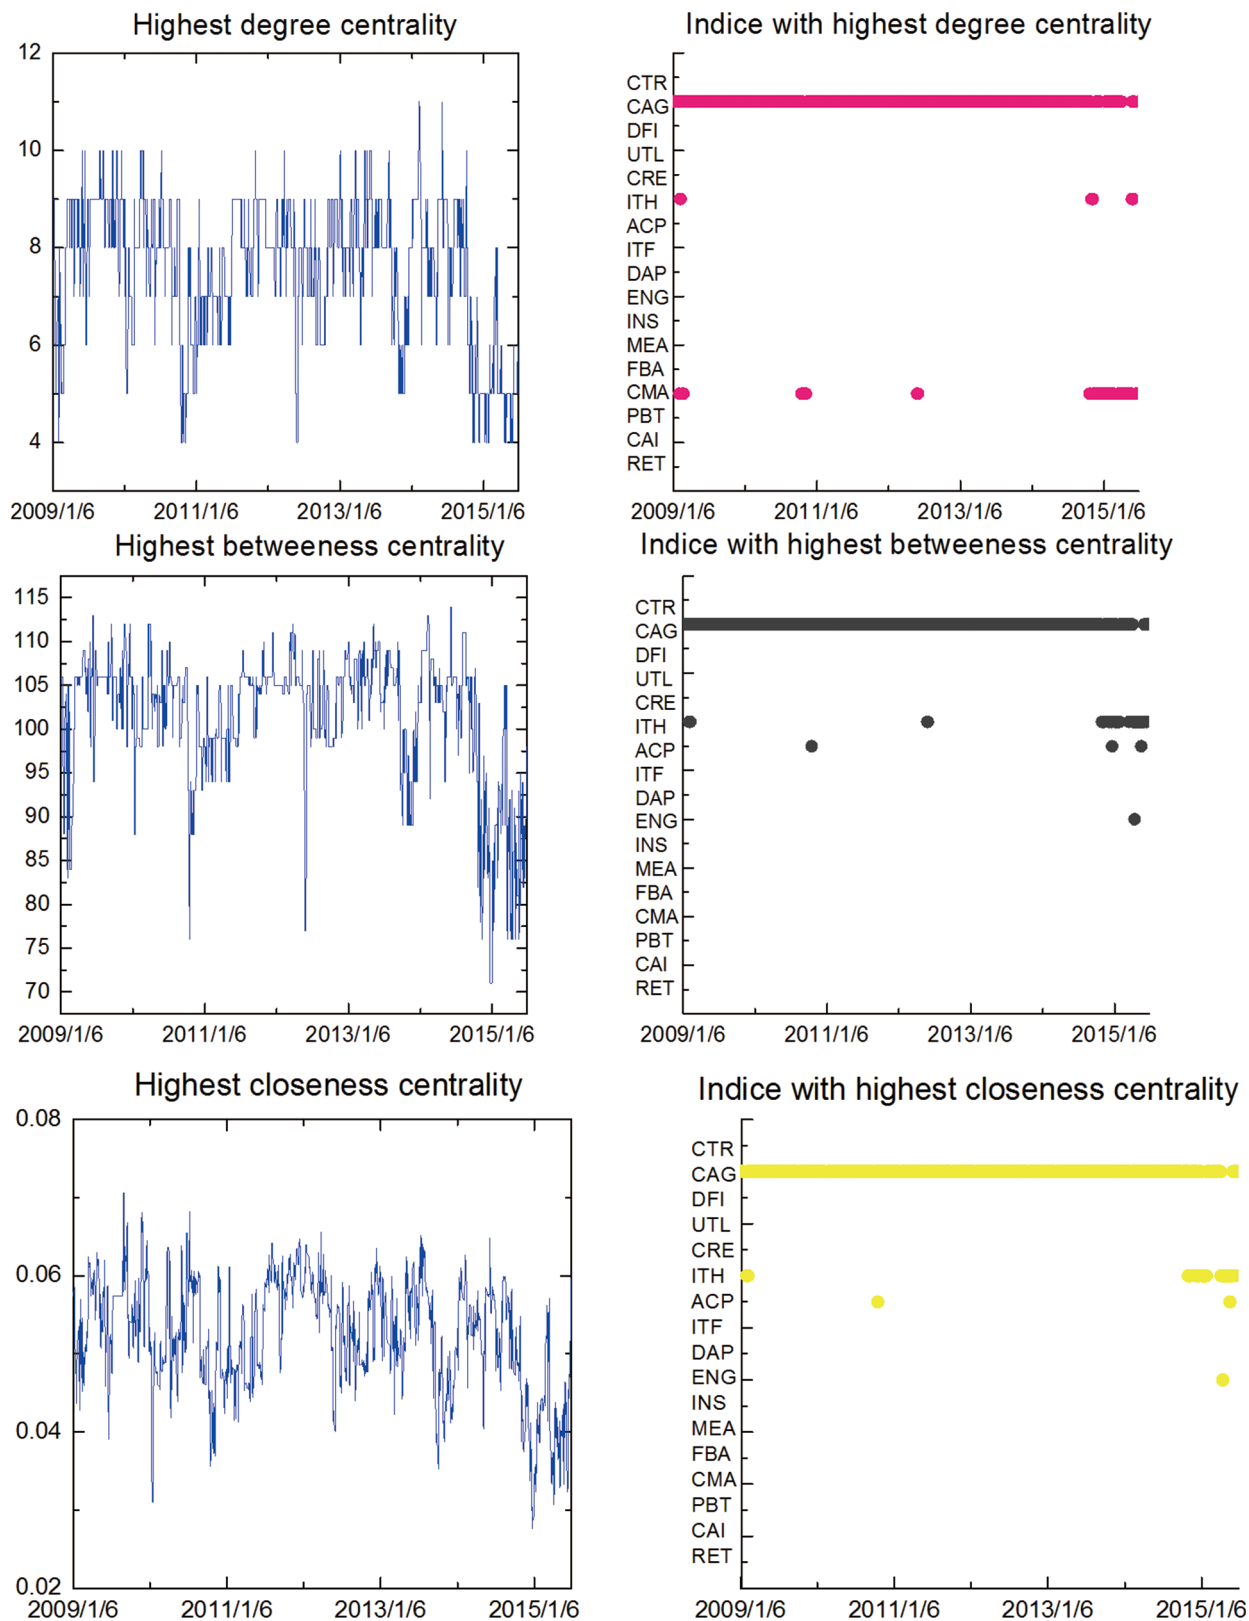 Highest degree centrality
12
10
8
6
4
2009/1/6
2011/1/6
2013/1/6
2015/1/6
Indice with highest degree centrality
CTR
CAG
DFI
UTL
CRE
ITH
ACP
ITF
DAP
ENG
INS
MEA
FBA
CMA
PBT
CAI
RET
2009/1/6
2011/1/6
2013/1/6
2015/1/6
Highest betweeness centrality
115
110
105
100
95
90
85
80
75
70
2009/1/6
2011/1/6
2013/1/6
2015/1/6
Indice with highest betweeness centrality
CTR
CAG
DFI
UTL
CRE
ITH
ACP
ITF
DAP
ENG
INS
MEA
FBA
CMA
PBT
CAI
RET
2009/1/6
2011/1/6
2013/1/6
2015/1/6
Highest closeness centrality
0.08
0.06
0.04
0.02
2009/1/6
2011/1/6
2013/1/6
2015/1/6
Indice with highest closeness centrality
CTR
CAG
DFI
UTL
CRE
ITH
ACP
ITF
DAP
ENG
INS
MEA
FBA
CMA
PBT
CAI
RET
2009/1/6
2011/1/6
2013/1/6
2015/1/6